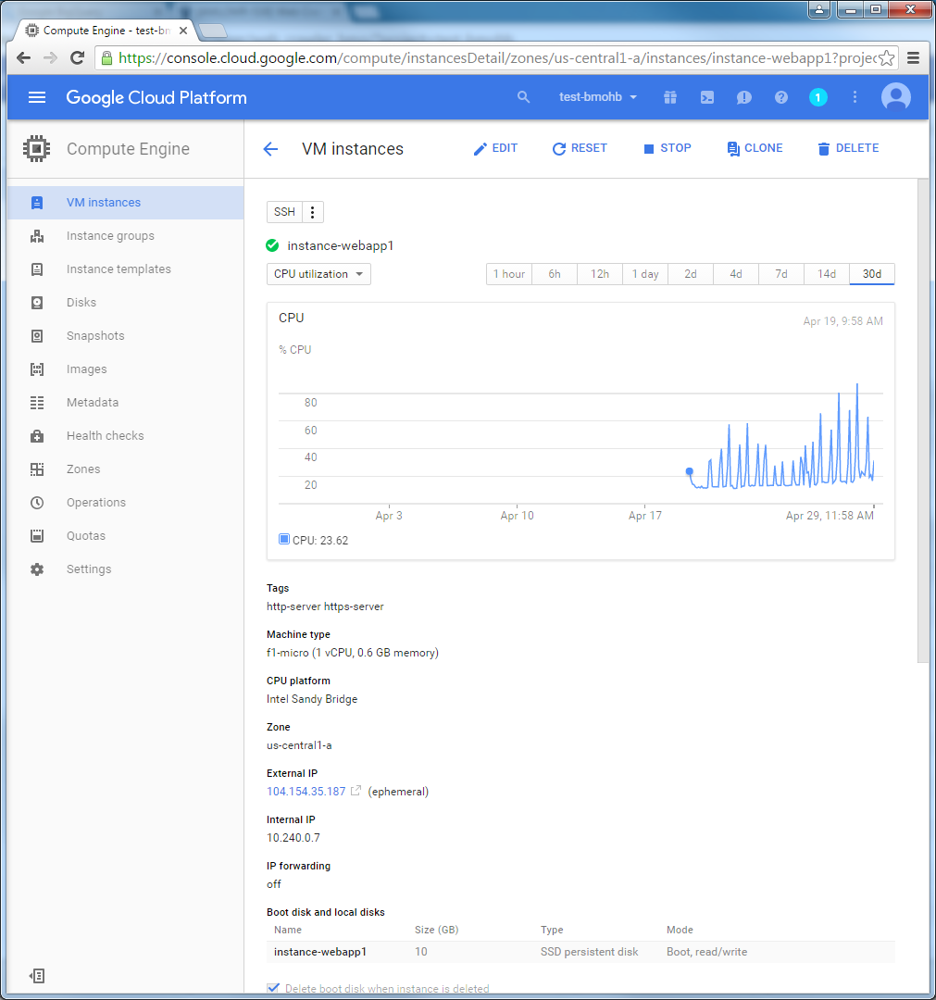 Compute Engine - test-bm
https://console.cloud.google.com/compute/instancesDetail/zones/us-central1-a/instances/instance-webapp1?projec
Google Cloud Platform
test-bmohb
1
Compute Engine
VM instances
EDIT
RESET
STOP
CLONE
DELETE
VM instances
Instance groups
Instance templates
Disks
Snapshots
Images
Metadata
Health checks
Zones
Operations
Quotas
Settings
SSH
instance-webapp1
CPU utilization
1 hour
6h
12h
1 day
2d
4d
7d
14d
30d
CPU
Apr 19, 9:58 AM
% CPU
80
60
40
20
Apr 3
Apr 10
Apr 17
Apr 29, 11:58 AM
CPU: 23.62
Tags
http-server https-server
Machine type
f1-micro (1 vCPU, 0.6 GB memory)
CPU platform
Intel Sandy Bridge
Zone
us-central1-a
External IP
104.154.35.187 (ephemeral)
Internal IP
10.240.0.7
IP forwarding
off
Boot disk and local disks
Name Size (GB) Type Mode
instance-webapp1 10 SSD persistent disk Boot, read/write
Delete boot disk when instance is deleted